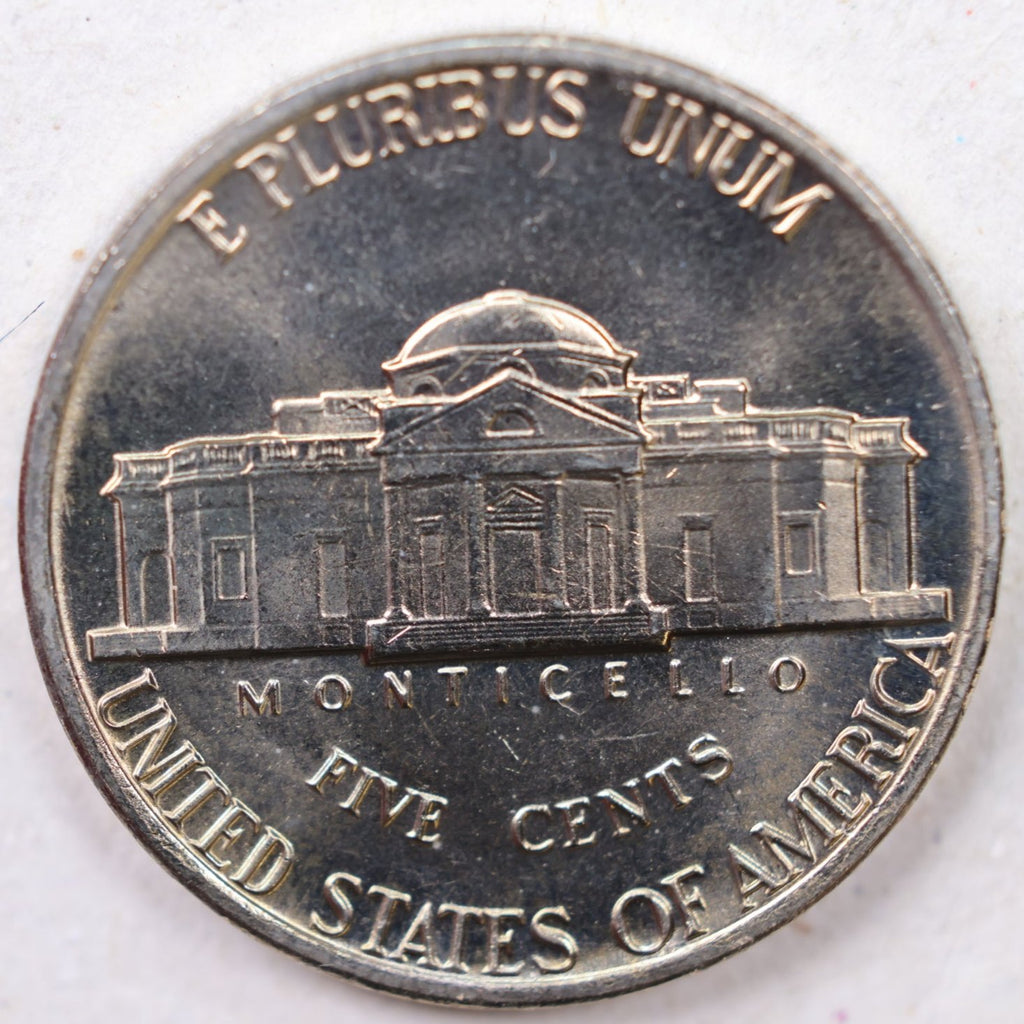 E PLURIBUS UNUM
MONTICELLO
FIVE CENTS
UNITED STATES OF AMERICA